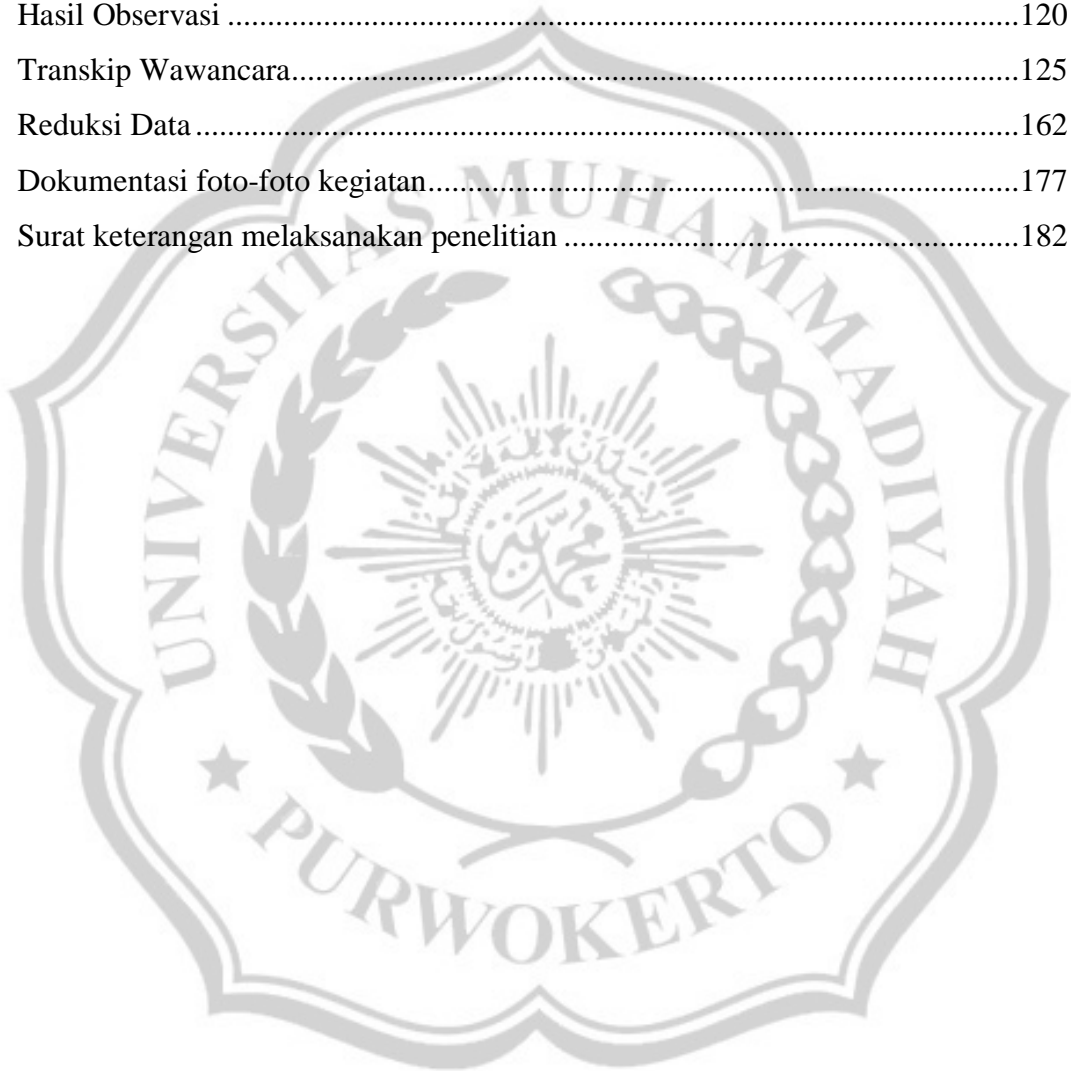 Hasil Observasi ............................................................................................120
Transkip Wawancara....................................................................................125
Reduksi Data ................................................................................................162
Dokumentasi foto-foto kegiatan...................................................................177
Surat keterangan melaksanakan penelitian ...................................................182
UNIVERSITAS MUHAMMADIYAH
PURWOKERTO